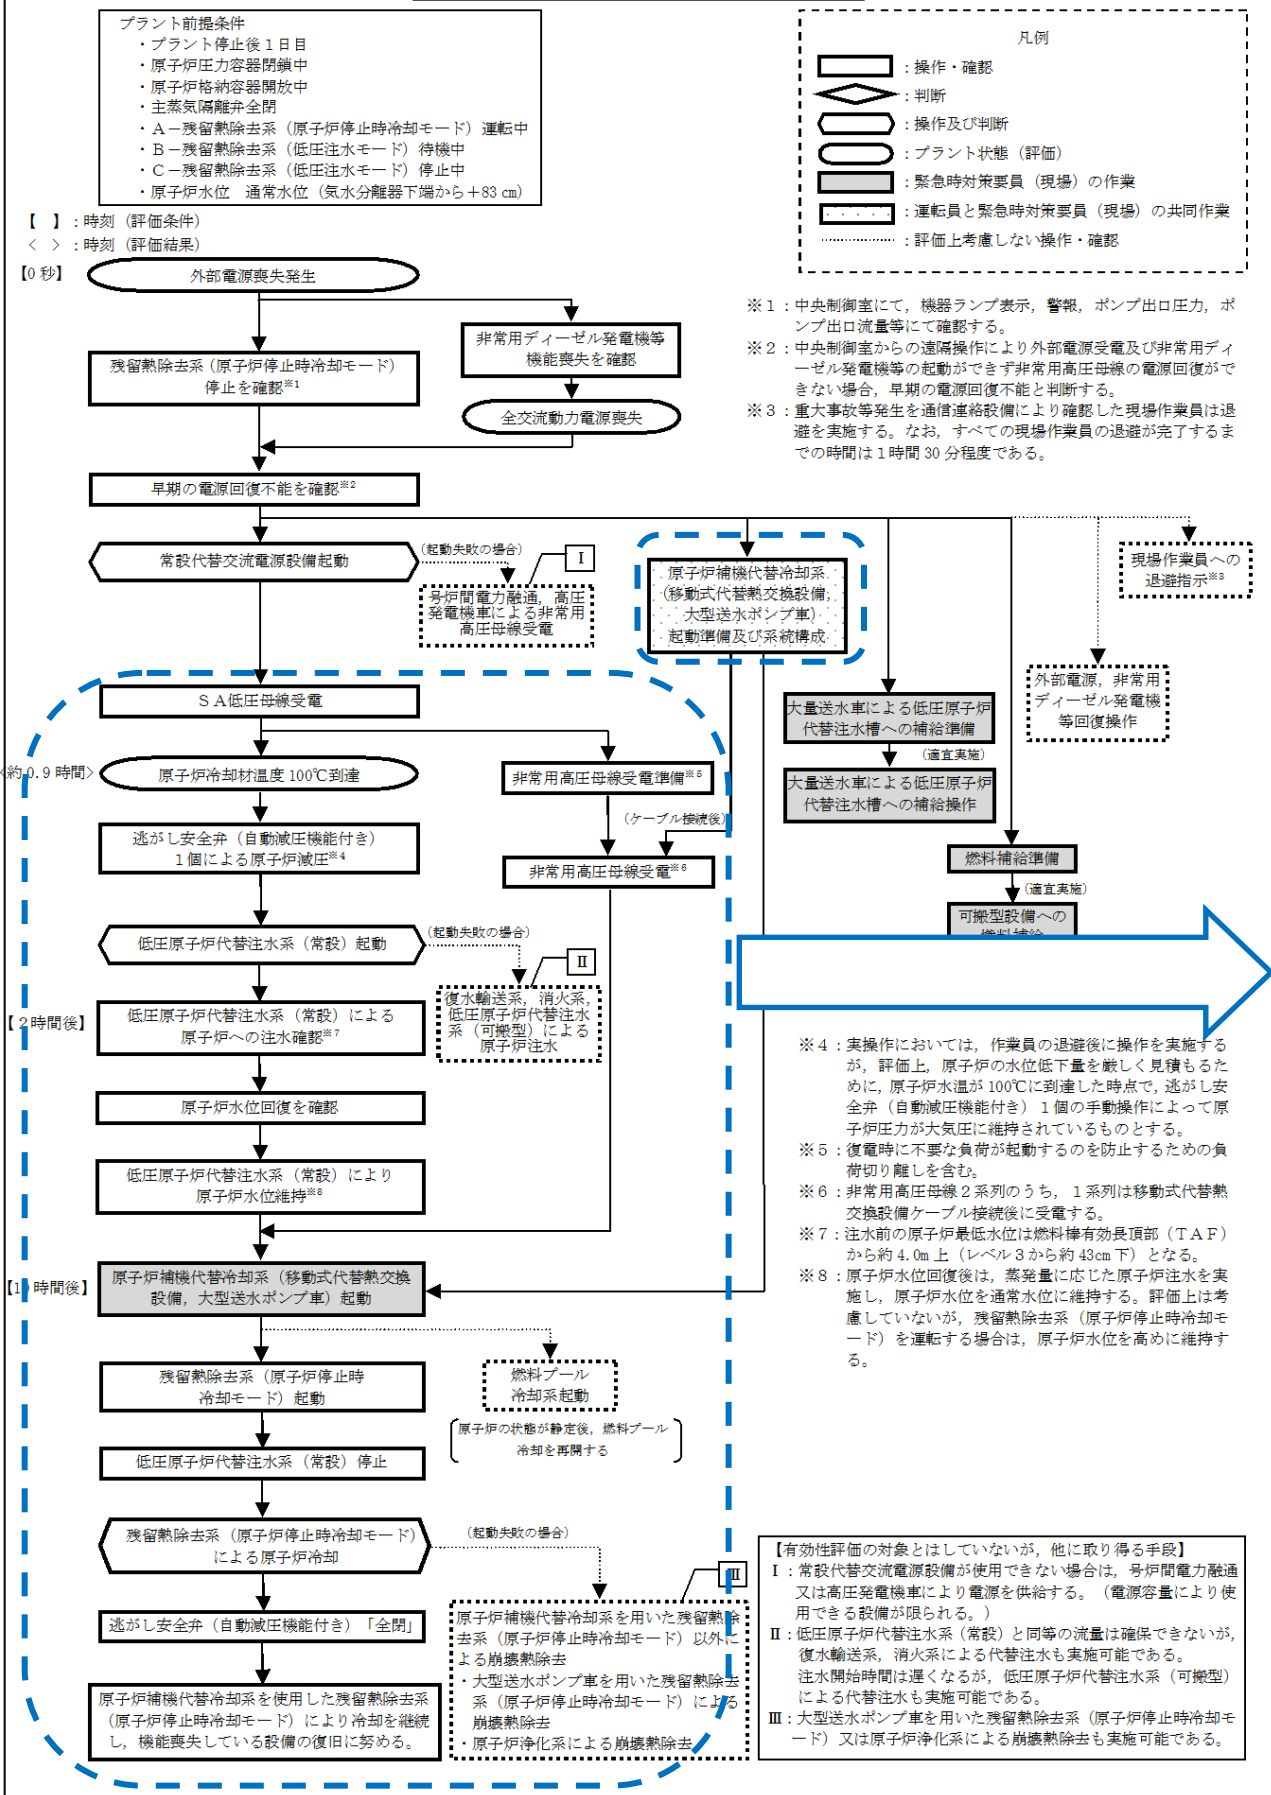 プラント前提条件
・プラント停止後1日目
・原子炉圧力容器閉鎖中
・原子炉格納容器開放中
・主蒸気隔離弁全閉
・A－残留熱除去系(原子炉停止時冷却モード)運転中
・B－残留熱除去系(低圧注水モード)待機中
・C－残留熱除去系(低圧注水モード)停止中
・原子炉水位　通常水位(気水分離器下端から＋83cm)
凡例
:操作・確認
:判断
:操作及び判断
:プラント状態(評価)
:緊急時対策要員(現場)の作業
:運転員と緊急時対策要員(現場)の共同作業
:評価上考慮しない操作・確認
【　】:時刻(評価条件)
＜　＞:時刻(評価結果)
【0秒】
外部電源喪失発生
非常用ディーゼル発電機等
機能喪失を確認
残留熱除去系(原子炉停止時冷却モード)
停止を確認※1
全交流動力電源喪失
※1:中央制御室にて，機器ランプ表示，警報，ポンプ出口圧力，ポ
ンプ出口流量等にて確認する。
※2:中央制御室からの遠隔操作により外部電源受電及び非常用ディ
ーゼル発電機等の起動ができず非常用高圧母線の電源回復がで
きない場合，早期の電源回復不能と判断する。
※3:重大事故等発生を通信連絡設備により確認した現場作業員は退
避を実施する。なお，すべての現場作業員の退避が完了するま
での時間は1時間30分程度である。
早期の電源回復不能を確認※2
常設代替交流電源設備起動
(起動失敗の場合)
Ⅰ
号炉間電力融通，高圧
発電機車による非常用
高圧母線受電
原子炉補機代替冷却系
(移動式代替熱交換設備，
大型送水ポンプ車)
起動準備及び系統構成
現場作業員への
退避指示※3
外部電源，非常用
ディーゼル発電機
等回復操作
SA低圧母線受電
大量送水車による低圧原子炉
代替注水槽への補給準備
(適宜実施)
大量送水車による低圧原子炉
代替注水槽への補給操作
＜約0.9時間＞
原子炉冷却材温度100℃到達
非常用高圧母線受電準備※5
(ケーブル接続後)
逃がし安全弁(自動減圧機能付き)
1個による原子炉減圧※4
非常用高圧母線受電※6
燃料補給準備
(適宜実施)
可搬型設備への
燃料補給
低圧原子炉代替注水系(常設)起動
(起動失敗の場合)
Ⅱ
復水輸送系，消火系，
低圧原子炉代替注水
系(可搬型)による
原子炉注水
【2時間後】
低圧原子炉代替注水系(常設)による
原子炉への注水確認※7
原子炉水位回復を確認
低圧原子炉代替注水系(常設)により
原子炉水位維持※8
※4:実操作においては，作業員の退避後に操作を実施する
が，評価上，原子炉の水位低下量を厳しく見積もるた
めに，原子炉水温が100℃に到達した時点で，逃がし安
全弁(自動減圧機能付き)1個の手動操作によって原
子炉圧力が大気圧に維持されているものとする。
※5:復電時に不要な負荷が起動するのを防止するための負
荷切り離しを含む。
※6:非常用高圧母線2系列のうち，1系列は移動式代替熱
交換設備ケーブル接続後に受電する。
※7:注水前の原子炉最低水位は燃料棒有効長頂部(TAF)
から約4.0m上(レベル3から約43cm下)となる。
※8:原子炉水位回復後は，蒸発量に応じた原子炉注水を実
施し，原子炉水位を通常水位に維持する。評価上は考
慮していないが，残留熱除去系(原子炉停止時冷却モ
ード)を運転する場合は，原子炉水位を高めに維持す
る。
時間後】
原子炉補機代替冷却系(移動式代替熱交換
設備，大型送水ポンプ車)起動
残留熱除去系(原子炉停止時
冷却モード)起動
燃料プール
冷却系起動
原子炉の状態が静定後，燃料プール
冷却を再開する
低圧原子炉代替注水系(常設)停止
残留熱除去系(原子炉停止時冷却モード)
による原子炉冷却
(起動失敗の場合)
Ⅲ
逃がし安全弁(自動減圧機能付き)「全閉」
原子炉補機代替冷却系を用いた残留熱除
去系(原子炉停止時冷却モード)以外に
よる崩壊熱除去
・大型送水ポンプ車を用いた残留熱除去
系(原子炉停止時冷却モード)による
崩壊熱除去
・原子炉浄化系による崩壊熱除去
原子炉補機代替冷却系を使用した残留熱除去系
(原子炉停止時冷却モード)により冷却を継続
し，機能喪失している設備の復旧に努める。
【有効性評価の対象とはしていないが，他に取り得る手段】
Ⅰ:常設代替交流電源設備が使用できない場合は，号炉間電力融通
又は高圧発電機車により電源を供給する。(電源容量により使
用できる設備が限られる。)
Ⅱ:低圧原子炉代替注水系(常設)と同等の流量は確保できないが，
復水輸送系，消火系による代替注水も実施可能である。
注水開始時間は遅くなるが，低圧原子炉代替注水系(可搬型)
による代替注水も実施可能である。
Ⅲ:大型送水ポンプ車を用いた残留熱除去系(原子炉停止時冷却モ
ード)又は原子炉浄化系による崩壊熱除去も実施可能である。